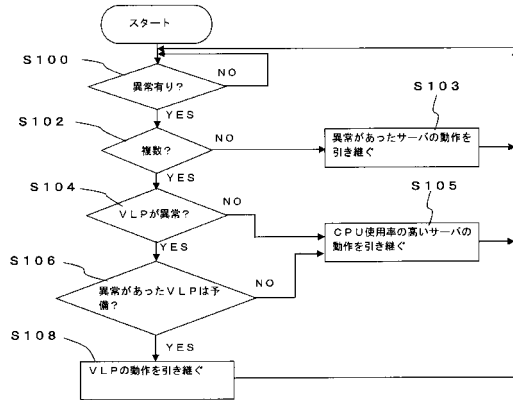 スタート
S100
異常有り?
NO
YES
S102
複数?
NO
YES
S103
異常があったサーバの動作を
引き継ぐ
S104
VLPが異常?
NO
YES
S105
CPU使用率の高いサーバの
動作を引き継ぐ
S106
異常があったVLPは予
備?
NO
YES
S108
VLPの動作を引き継ぐ